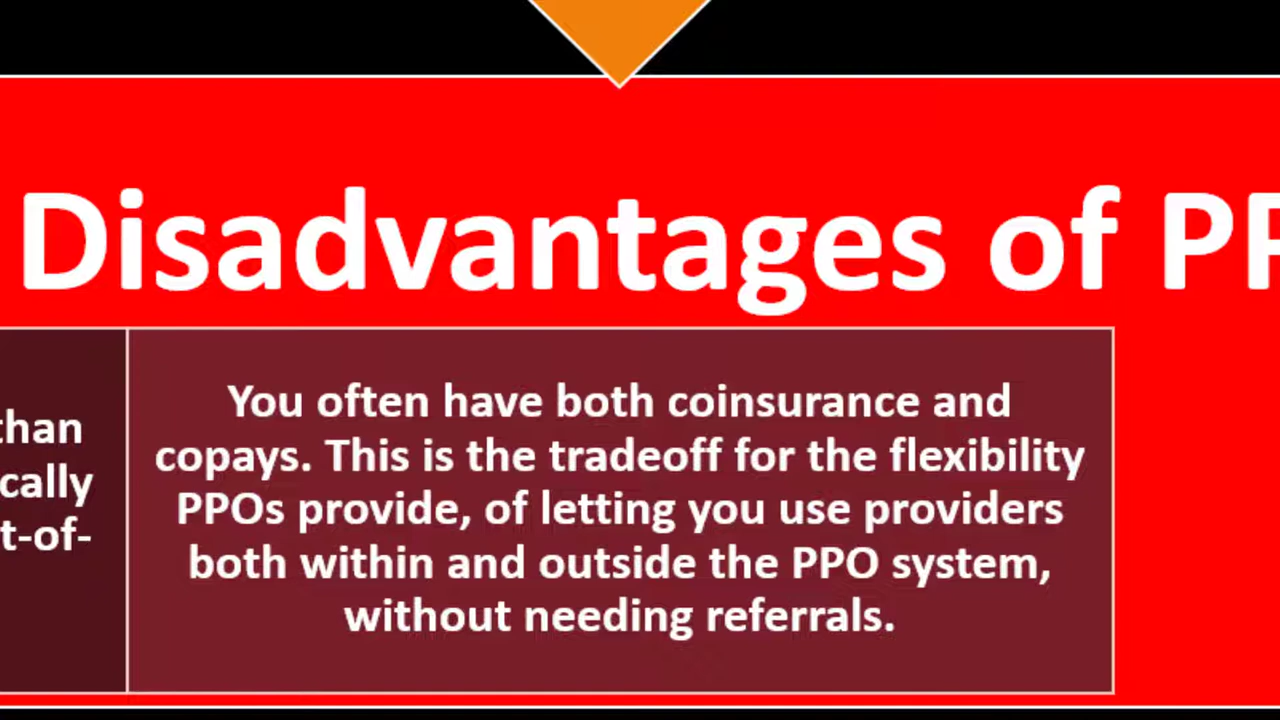 Disadvantages of PP
than
cally
t-of-
You often have both coinsurance and
copays. This is the tradeoff for the flexibility
PPOs provide, of letting you use providers
both within and outside the PPO system,
without needing referrals.